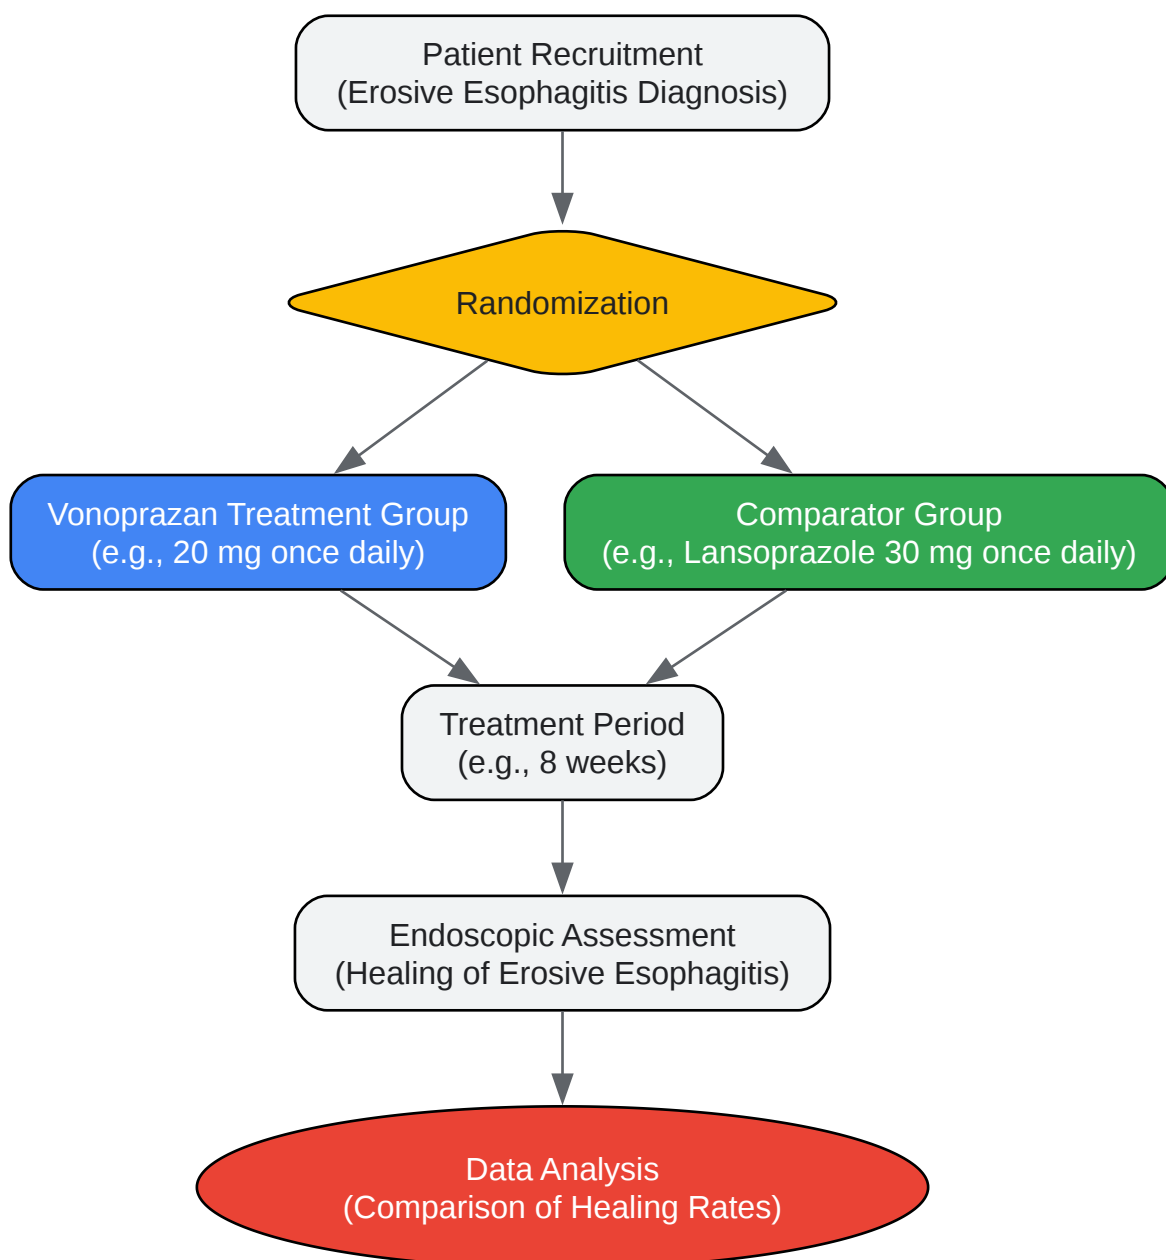 Patient Recruitment
(Erosive Esophagitis Diagnosis)
Randomization
Vonoprazan Treatment Group
(e.g., 20 mg once daily)
Comparator Group
(e.g., Lansoprazole 30 mg once daily)
Treatment Period
(e.g., 8 weeks)
Endoscopic Assessment
(Healing of Erosive Esophagitis)
Data Analysis
(Comparison of Healing Rates)